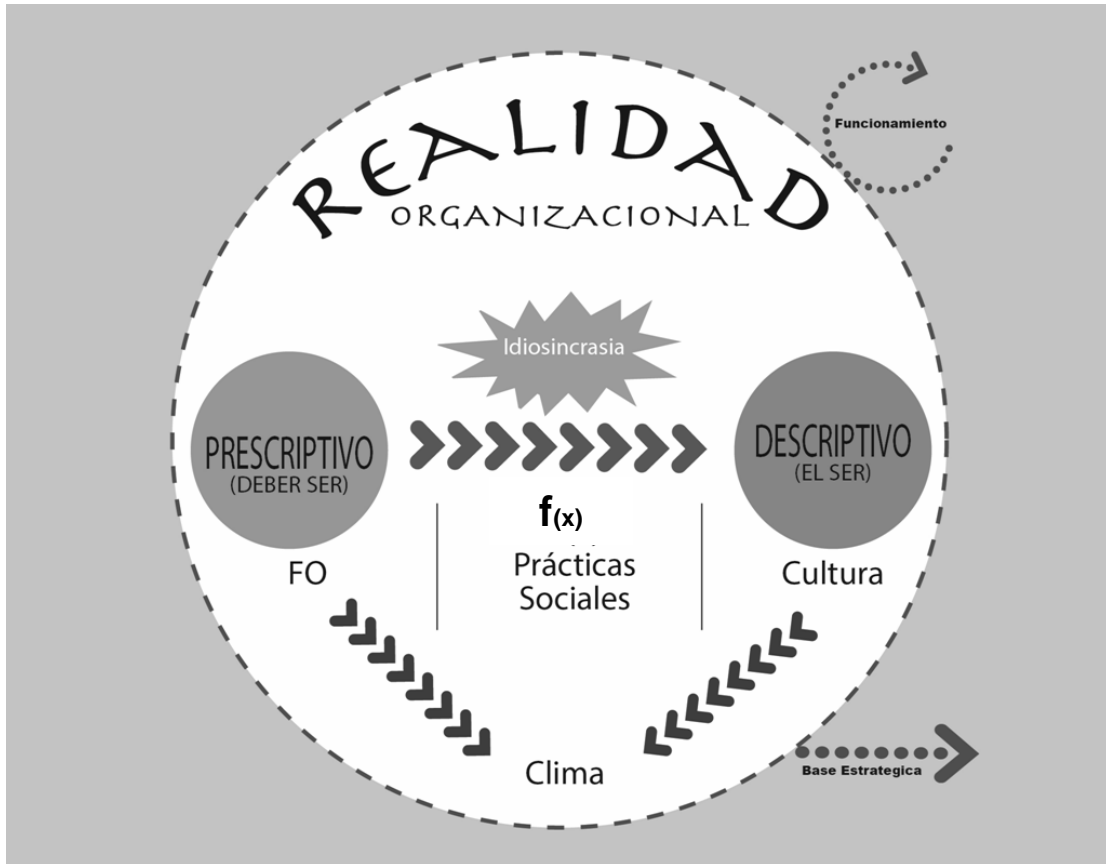 REALIDAD
ORGANIZACIONAL
Funcionamiento
Idiosincrasia
PRESCRIPTIVO
(DEBER SER)
DESCRIPTIVO
(EL SER)
f(x)
FO
Prácticas
Sociales
Cultura
Clima
Base Estrategica